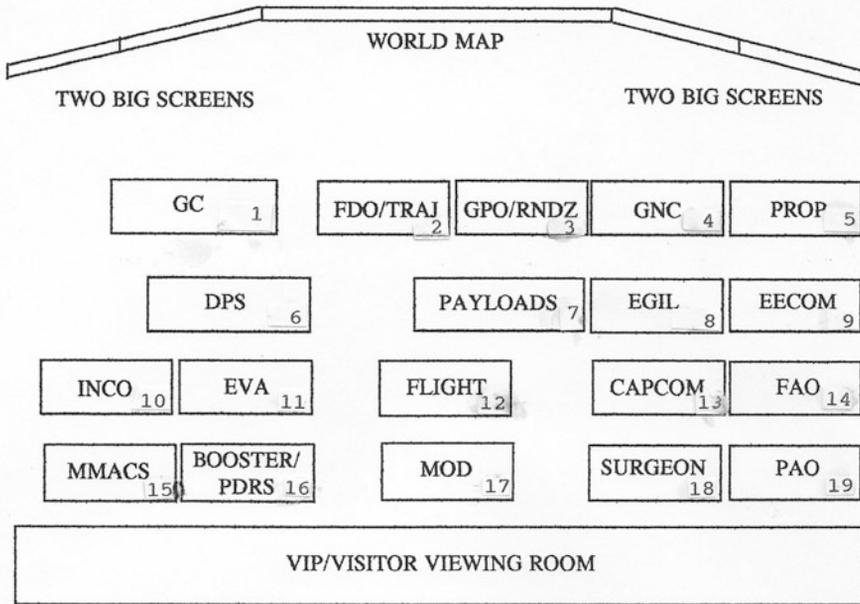 WORLD MAP
TWO BIG SCREENS
TWO BIG SCREENS
GC 1
FDO/TRAJ 2
GPO/RNDZ 3
GNC 4
PROP 5
DPS 6
PAYLOADS 7
EGIL 8
EECOM 9
INCO 10
EVA 11
FLIGHT 12
CAPCOM 13
FAO 14
MMACS 15
BOOSTER/
PDRS 16
MOD 17
SURGEON 18
PAO 19
VIP/VISITOR VIEWING ROOM